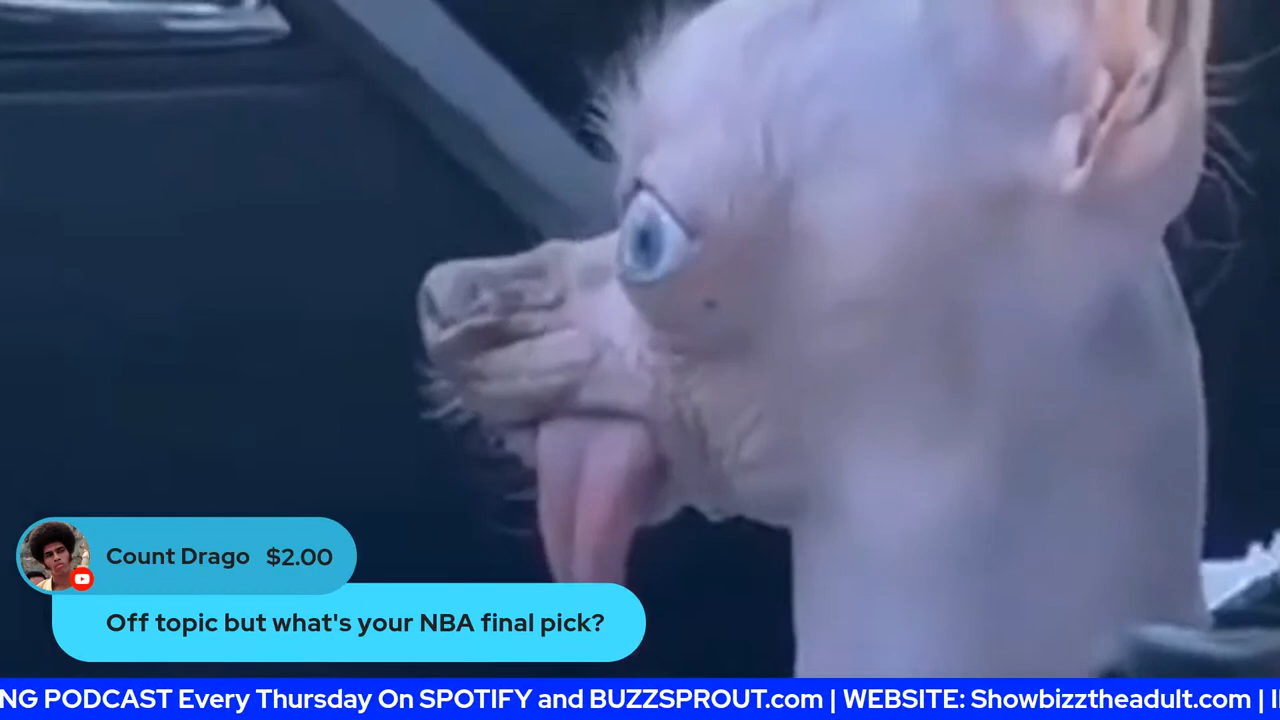 Count Drago $2.00
Off topic but what's your NBA final pick?
NG PODCAST Every Thursday On SPOTIFY and BUZZSPROUT.com | WEBSITE: Showbizztheadult.com |